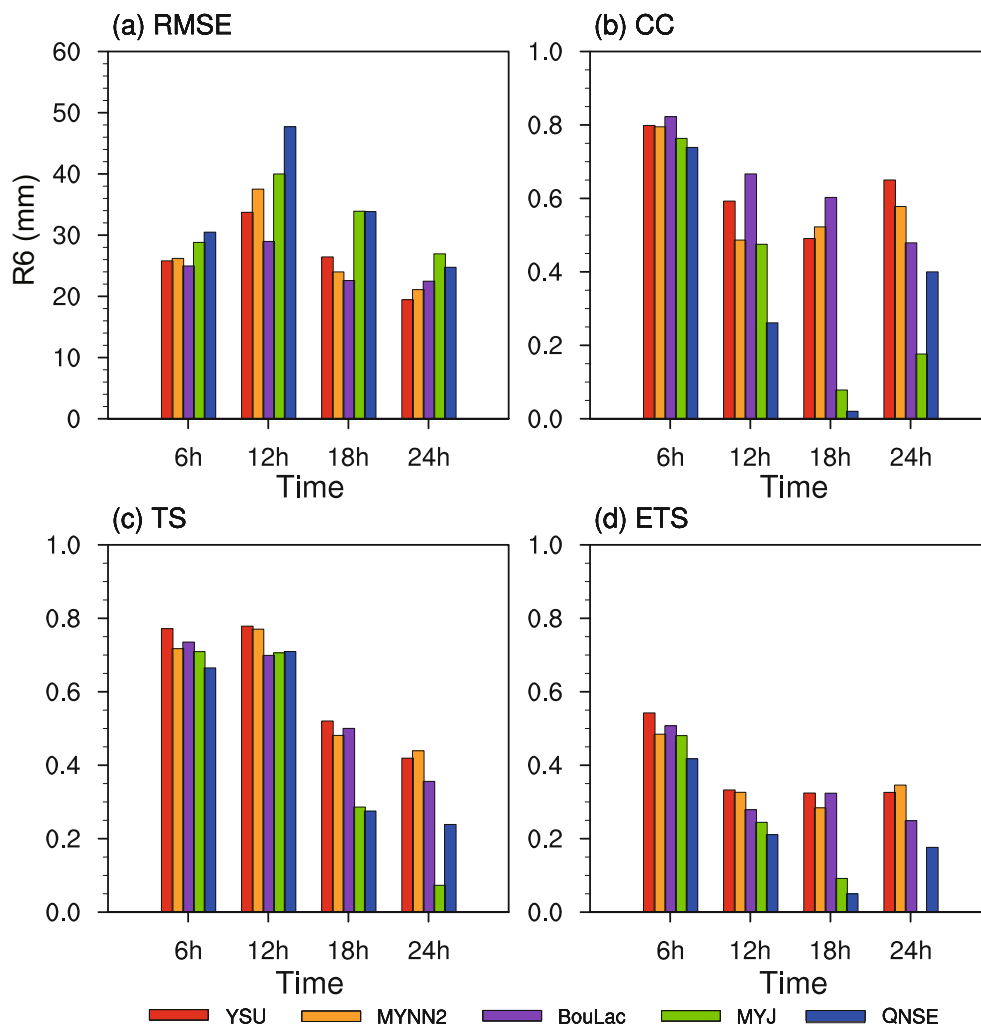 (a) RMSE
(b) CC
60
50
40
30
20
10
0
R6 (mm)
6h 12h 18h 24h
Time
1.0
0.8
0.6
0.4
0.2
0.0
6h 12h 18h 24h
Time
(c) TS
(d) ETS
1.0
0.8
0.6
0.4
0.2
0.0
6h 12h 18h 24h
Time
1.0
0.8
0.6
0.4
0.2
0.0
6h 12h 18h 24h
Time
YSU MYNN2 BouLac MYJ QNSE